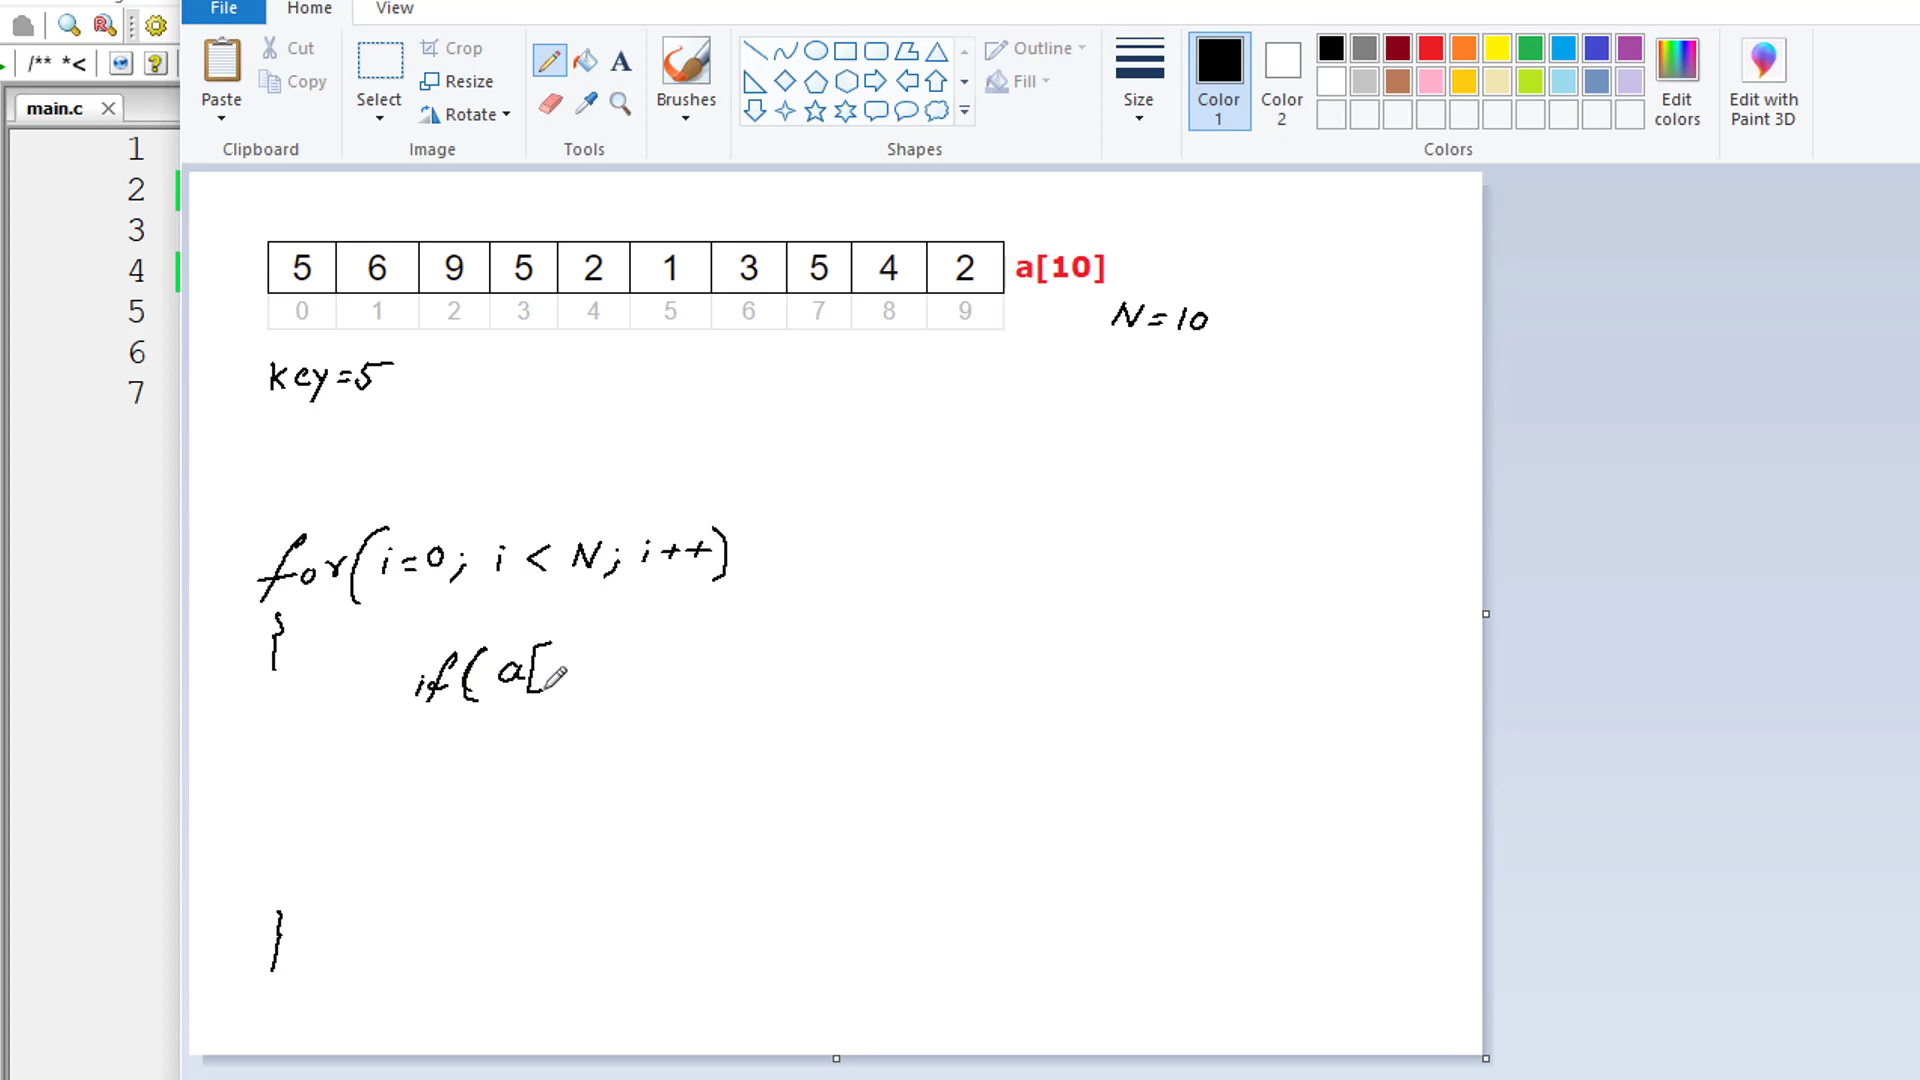 File Home View
/** *<
Cut
Copy
Paste
Clipboard
Select
Crop
Resize
Rotate
Image
Tools
Brushes
Shapes
Outline
Fill
Size
Color 1
Color 2
Edit colors
Colors
Edit with Paint 3D
main.c
1
2
3
4
5
6
7
5 6 9 5 2 1 3 5 4 2 a[10]
0 1 2 3 4 5 6 7 8 9
N=10
key=5
for(i=0; i < N; i++)
{
if( a[
}